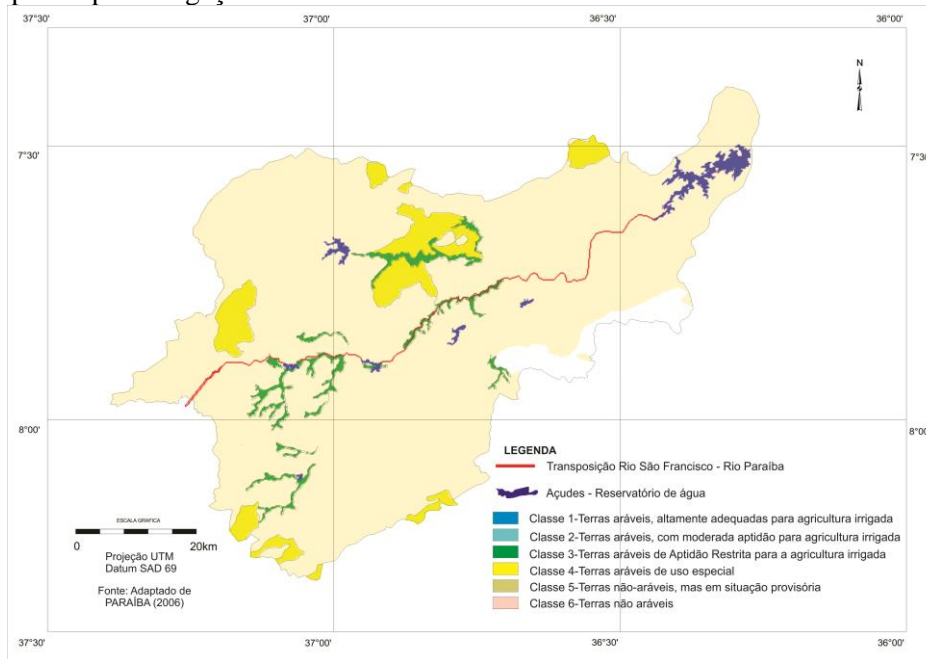 37°30'
37°00'
36°30'
36°00'
N
7°30'
8°00'
8°00'
LEGENDA
Transposição Rio São Francisco - Rio Paraíba
Açudes - Reservatório de água
Classe 1-Terras aráveis, altamente adequadas para agricultura irrigada
Classe 2-Terras aráveis, com moderada aptidão para agricultura irrigada
Classe 3-Terras aráveis de Aptidão Restrita para a agricultura irrigada
Classe 4-Terras aráveis de uso especial
Classe 5-Terras não-aráveis, mas em situação provisória
Classe 6-Terras não aráveis
ESCALA GRAFICA
0
20km
Projeção UTM
Datum SAD 69
Fonte: Adaptado de
PARAÍBA (2006)
37°30'
37°00'
36°30'
36°00'